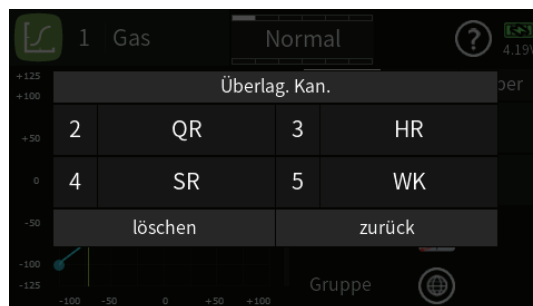 1 Gas Normal ? 4.19V
+125
+100
Überlag. Kan.
+50
2 QR 3 HR
0
4 SR 5 WK
-50
löschen zurück
-100
-125
Gruppe
-100 -50 0 +50 +100